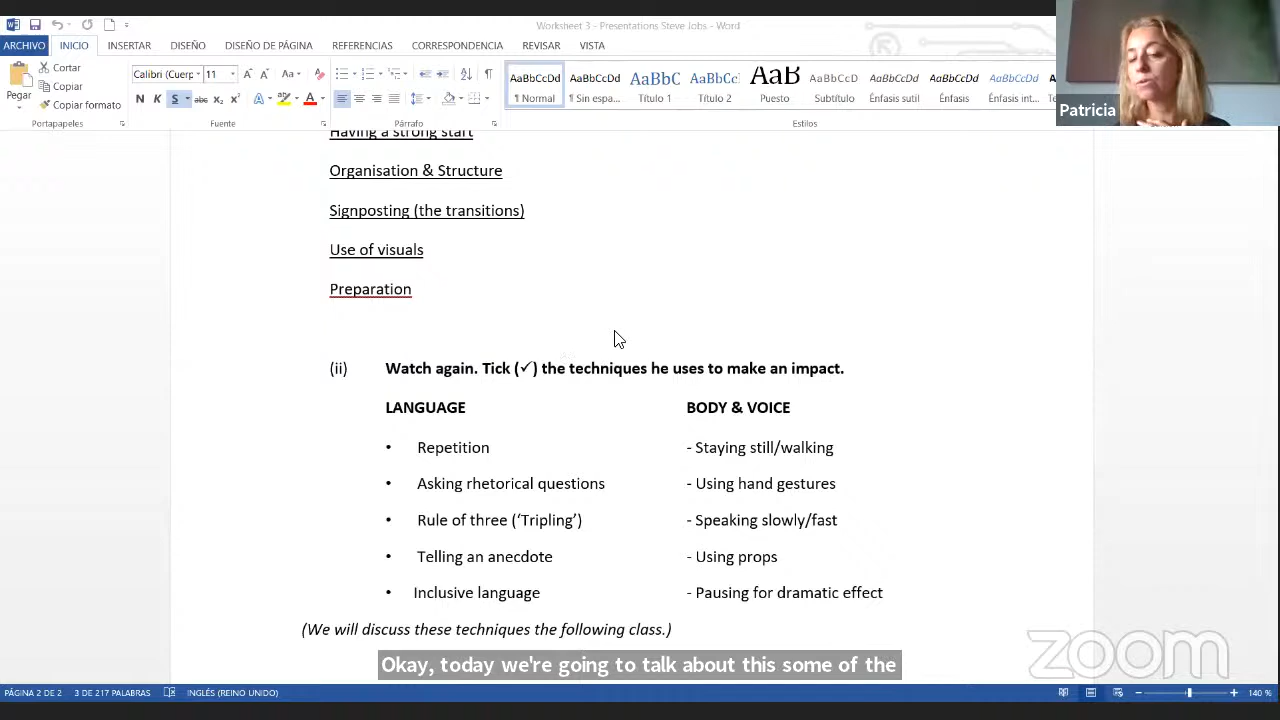 Worksheet 3 - Presentations Steve Jobs - Word
ARCHIVO INICIO INSERTAR DISEÑO DISEÑO DE PÁGINA REFERENCIAS CORRESPONDENCIA REVISAR VISTA
Pegar
Cortar
Copiar
Copiar formato
Portapapeles
Calibri (Cuerp 11
N K S abc x₂ x²
Fuente
Párrafo
AaBbCcDd AaBbCcDd AaBbC AaBbCc AaB AaBbCcDd AaBbCcDd AaBbCcDd AaBbCcDd
¶ Normal ¶ Sin espa... Título 1 Título 2 Puesto Subtítulo Énfasis sutil Énfasis Énfasis int...
Estilos
Patricia
Having a strong start
Organisation & Structure
Signposting (the transitions)
Use of visuals
Preparation
(ii) Watch again. Tick (✓) the techniques he uses to make an impact.
LANGUAGE BODY & VOICE
• Repetition - Staying still/walking
• Asking rhetorical questions - Using hand gestures
• Rule of three (‘Tripling’) - Speaking slowly/fast
• Telling an anecdote - Using props
• Inclusive language - Pausing for dramatic effect
(We will discuss these techniques the following class.)
Okay, today we're going to talk about this some of the
zoom
PÁGINA 2 DE 2 3 DE 217 PALABRAS INGLÉS (REINO UNIDO) 140 %